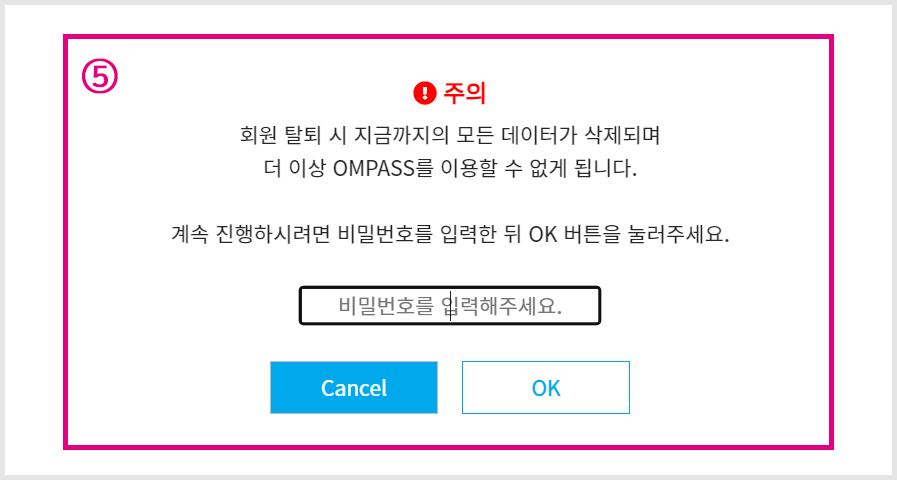 ⑤
주의
회원 탈퇴 시 지금까지의 모든 데이터가 삭제되며
더 이상 OMPASS를 이용할 수 없게 됩니다.
계속 진행하시려면 비밀번호를 입력한 뒤 OK 버튼을 눌러주세요.
비밀번호를 입력해주세요.
Cancel OK